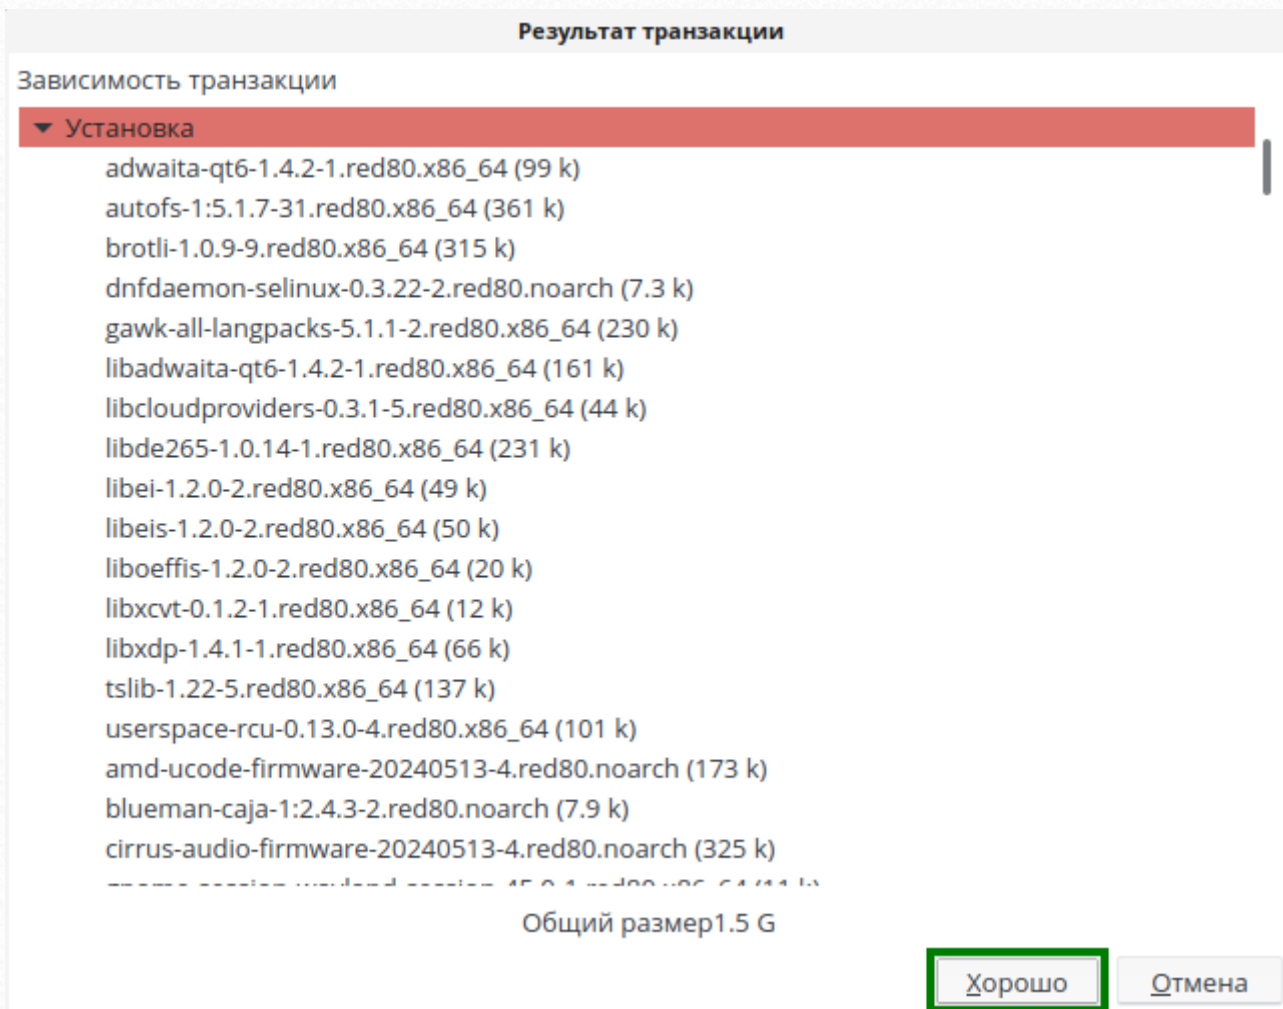 Результат транзакции
Зависимость транзакции
Установка
adwaita-qt6-1.4.2-1.red80.x86_64 (99 k)
autofs-1:5.1.7-31.red80.x86_64 (361 k)
brotli-1.0.9-9.red80.x86_64 (315 k)
dnfdaemon-selinux-0.3.22-2.red80.noarch (7.3 k)
gawk-all-langpacks-5.1.1-2.red80.x86_64 (230 k)
libadwaita-qt6-1.4.2-1.red80.x86_64 (161 k)
libcloudproviders-0.3.1-5.red80.x86_64 (44 k)
libde265-1.0.14-1.red80.x86_64 (231 k)
libei-1.2.0-2.red80.x86_64 (49 k)
libeis-1.2.0-2.red80.x86_64 (50 k)
liboeffis-1.2.0-2.red80.x86_64 (20 k)
libxcvt-0.1.2-1.red80.x86_64 (12 k)
libxdp-1.4.1-1.red80.x86_64 (66 k)
tslib-1.22-5.red80.x86_64 (137 k)
userspace-rcu-0.13.0-4.red80.x86_64 (101 k)
amd-ucode-firmware-20240513-4.red80.noarch (173 k)
blueman-caja-1:2.4.3-2.red80.noarch (7.9 k)
cirrus-audio-firmware-20240513-4.red80.noarch (325 k)
Общий размер1.5 G
Хорошо
Отмена